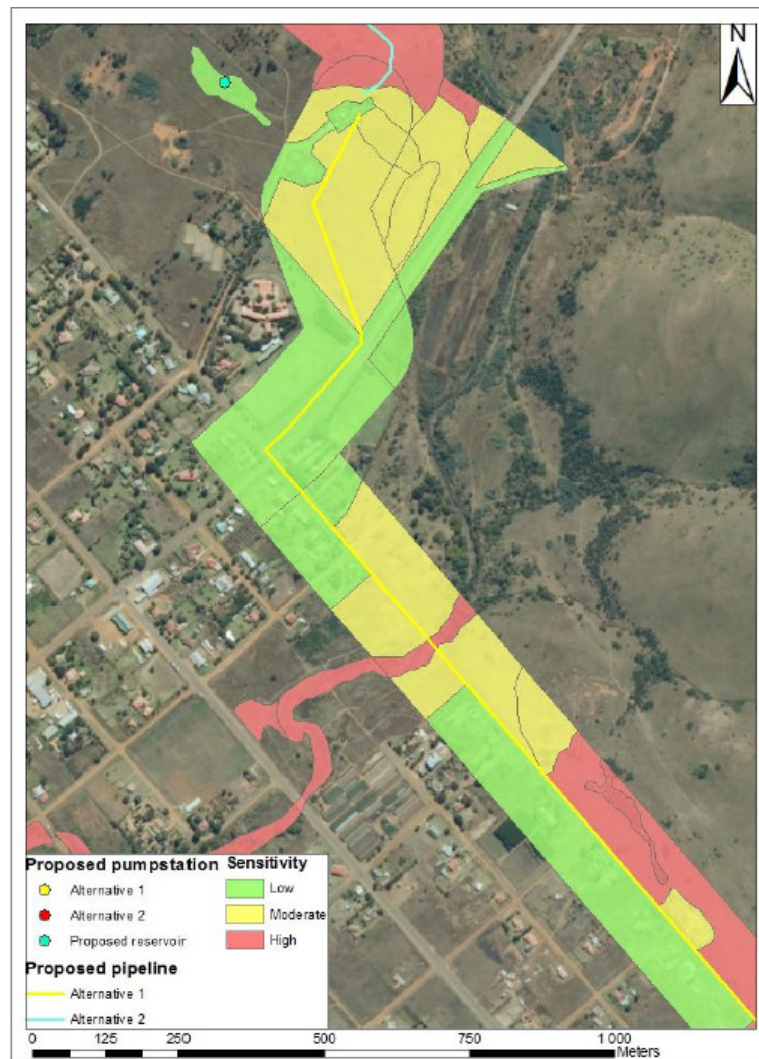 N
Proposed pumpstation
Alternative 1
Alternative 2
Proposed reservoir
Proposed pipeline
Alternative 1
Alternative 2
Sensitivity
Low
Moderate
High
0 125 250 500 750 1 000
Meters